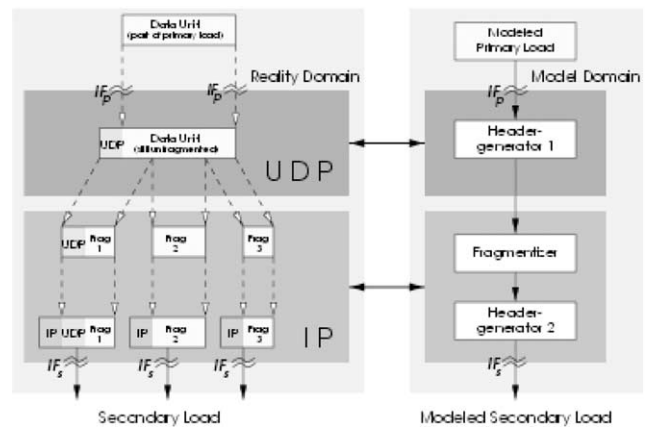 Data Unit
(part of primary load)
Modeled
Primary Load
Reality Domain
Model Domain
IFp
IFp
IFp
UDP
Data Unit
(still unfragmented)
Header-
generator 1
UDP
UDP Frag 1
Frag 2
Frag 3
Fragmentizer
IP UDP Frag 1
IP Frag 2
IP Frag 3
Header-
generator 2
IP
IFs
IFs
IFs
IFs
Secondary Load
Modeled Secondary Load